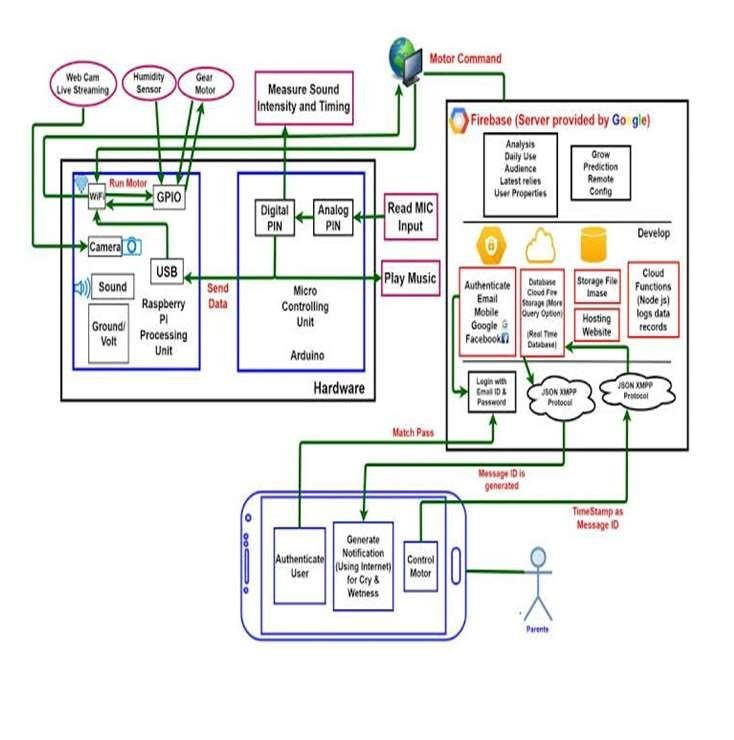 Motor Command
Web Cam
Live Streaming
Humidity
Sensor
Gear
Motor
Measure Sound
Intensity and Timing
Firebase (Server provided by Google)
Analysis
Daily Use
Audience
Latest relies
User Properties
Grow
Prediction
Remote
Config
WiFi
Run Motor
GPIO
Digital
PIN
Analog
PIN
Read MIC
Input
Develop
Camera
USB
Send
Data
Play Music
Sound
Raspberry
PI
Processing
Unit
Ground/
Volt
Micro
Controlling
Unit
Arduino
Hardware
Authenticate
Email
Mobile
Google G
Facebook f
Database
Cloud Fire
Storage (More
Query Option)
(Real Time
Database)
Storage File
Imase
Hosting
Website
Cloud
Functions
(Node js)
logs data
records
Login with
Email ID &
Password
JSON XMPP
Protocol
JSON XMPP
Protocol
Match Pass
Message ID is
generated
TimeStamp as
Message ID
Authenticate
User
Generate
Notification
(Using Internet)
for Cry &
Wetness
Control
Motor
Parente